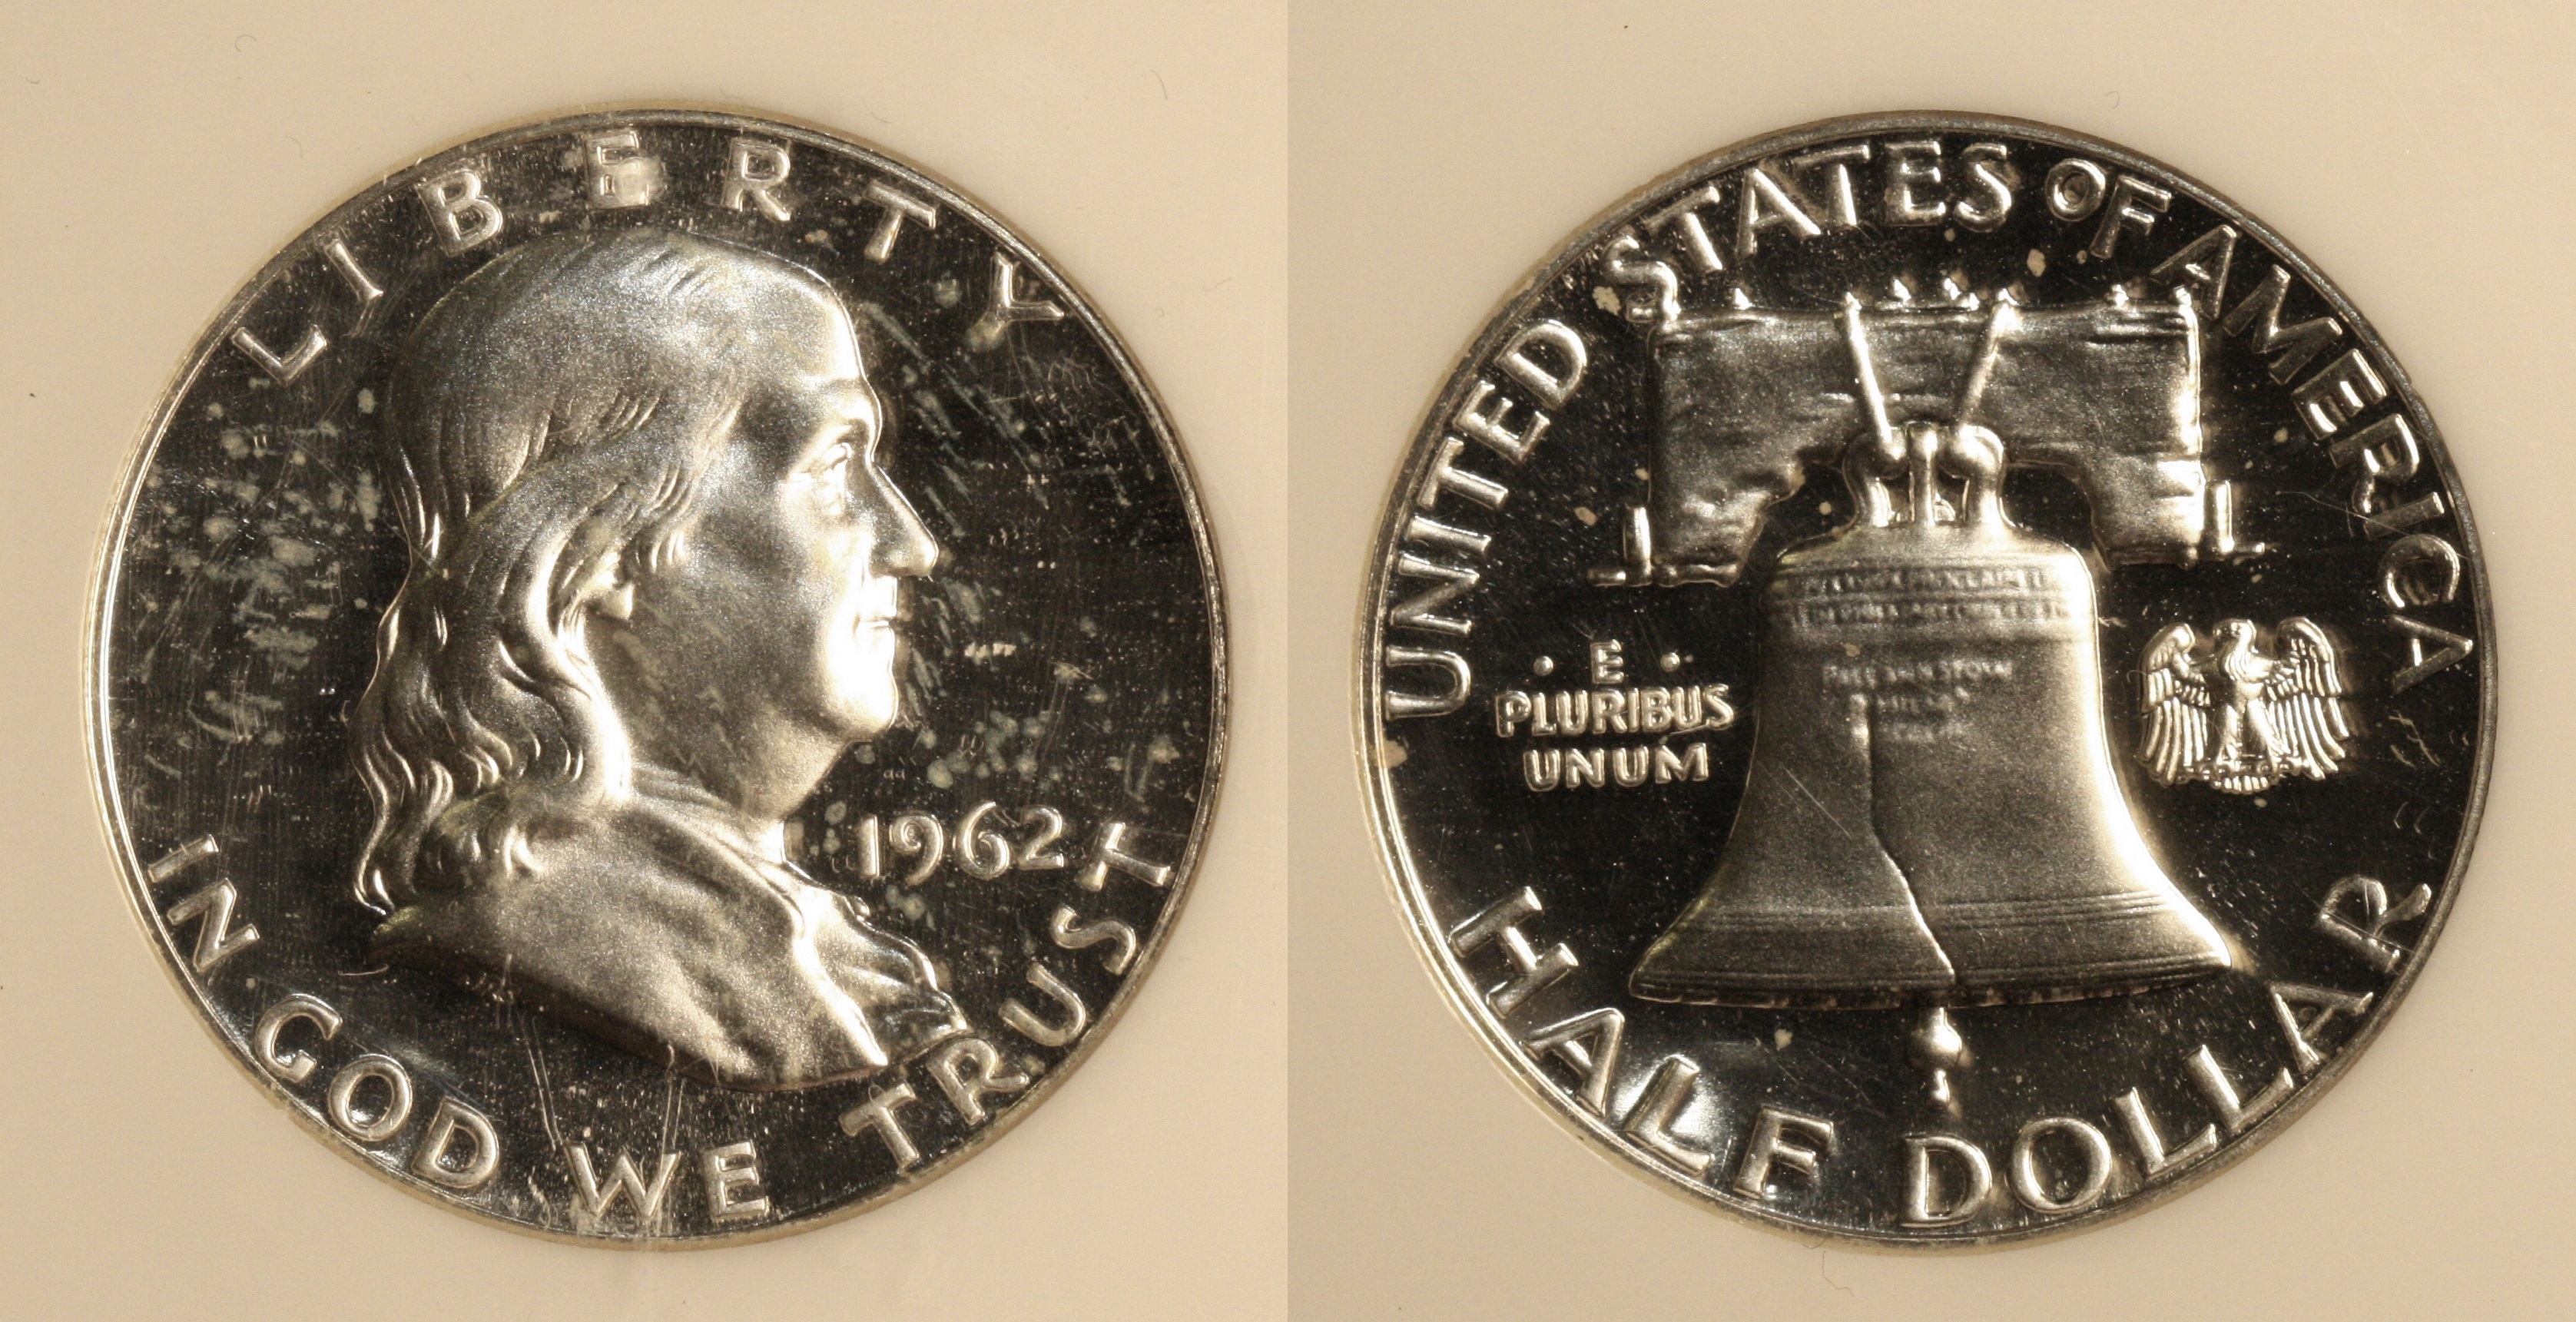 LIBERTY
1962
IN GOD WE TRUST
UNITED STATES OF AMERICA
· E ·
PLURIBUS
UNUM
HALF DOLLAR